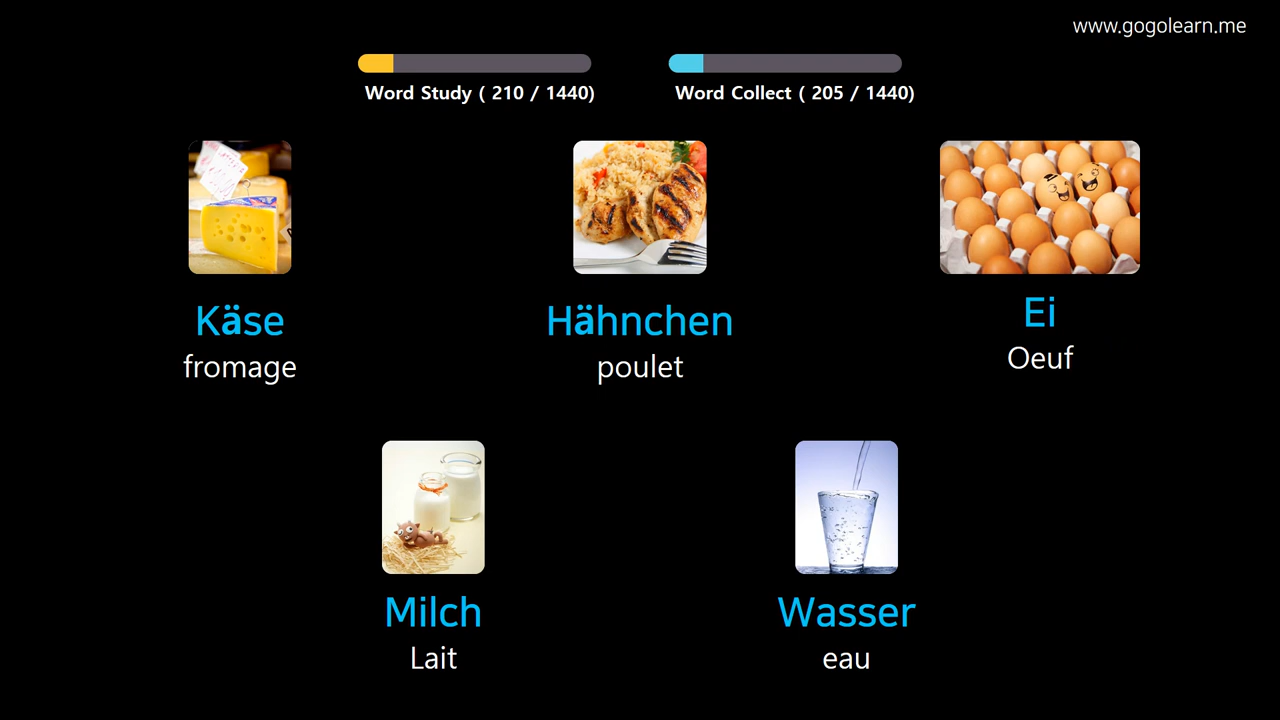 www.gogolearn.me
Word Study ( 210 / 1440)
Word Collect ( 205 / 1440)
Käse
fromage
Hähnchen
poulet
Ei
Oeuf
Milch
Lait
Wasser
eau